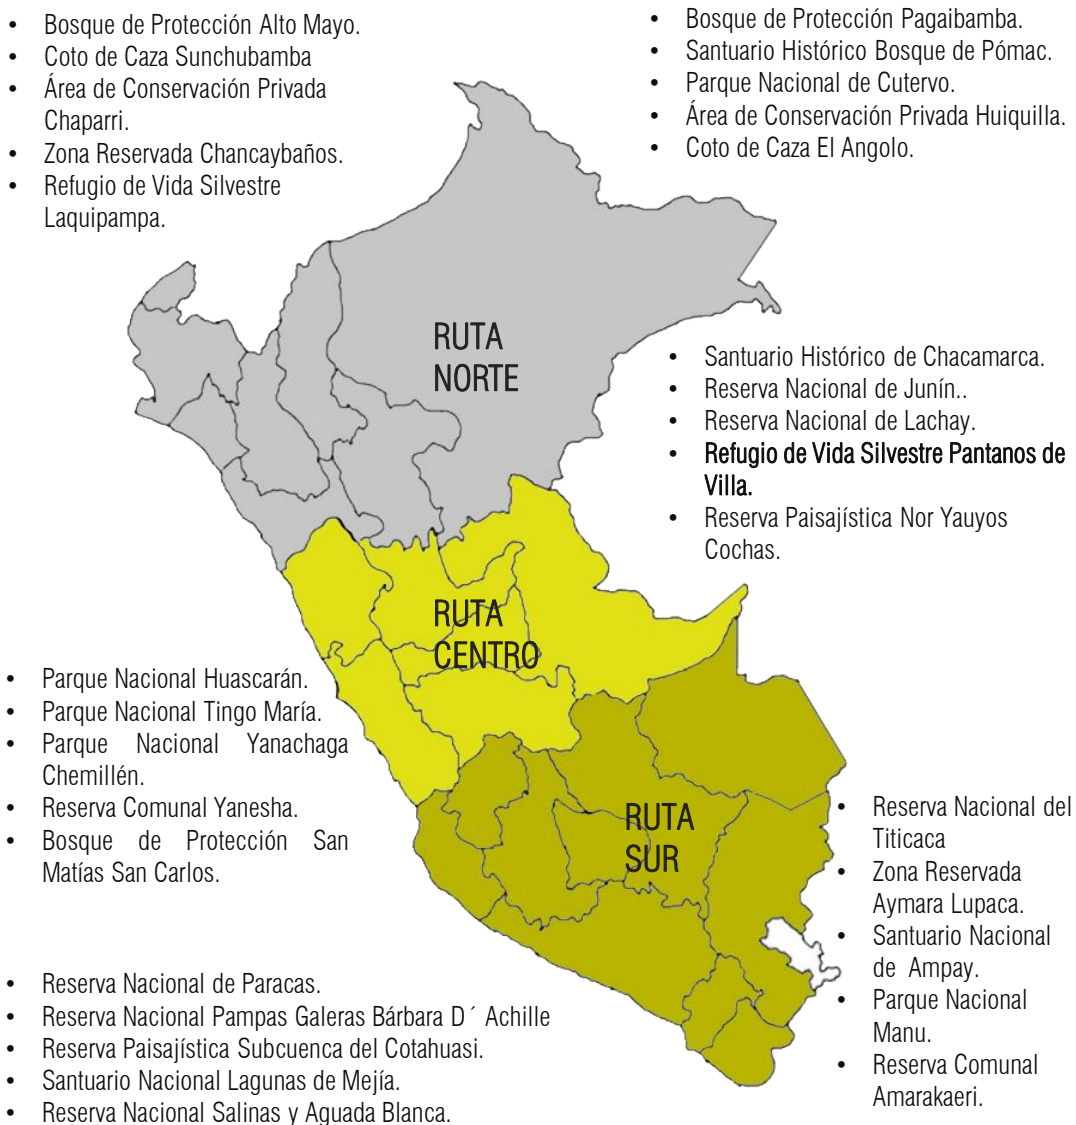 • Bosque de Protección Alto Mayo.
• Coto de Caza Sunchubamba
• Área de Conservación Privada
Chaparri.
• Zona Reservada Chancaybaños.
• Refugio de Vida Silvestre
Laquipampa.
• Bosque de Protección Pagaibamba.
• Santuario Histórico Bosque de Pómac.
• Parque Nacional de Cutervo.
• Área de Conservación Privada Huiquilla.
• Coto de Caza El Angolo.
RUTA
NORTE
• Santuario Histórico de Chacamarca.
• Reserva Nacional de Junín..
• Reserva Nacional de Lachay.
• Refugio de Vida Silvestre Pantanos de
Villa.
• Reserva Paisajística Nor Yauyos
Cochas.
RUTA
CENTRO
• Parque Nacional Huascarán.
• Parque Nacional Tingo María.
• Parque Nacional Yanachaga
Chemillén.
• Reserva Comunal Yanesha.
• Bosque de Protección San
Matías San Carlos.
RUTA
SUR
• Reserva Nacional del
Titicaca
• Zona Reservada
Aymara Lupaca.
• Santuario Nacional
de Ampay.
• Parque Nacional
Manu.
• Reserva Comunal
Amarakaeri.
• Reserva Nacional de Paracas.
• Reserva Nacional Pampas Galeras Bárbara D´ Achille
• Reserva Paisajística Subcuenca del Cotahuasi.
• Santuario Nacional Lagunas de Mejía.
• Reserva Nacional Salinas y Aguada Blanca.